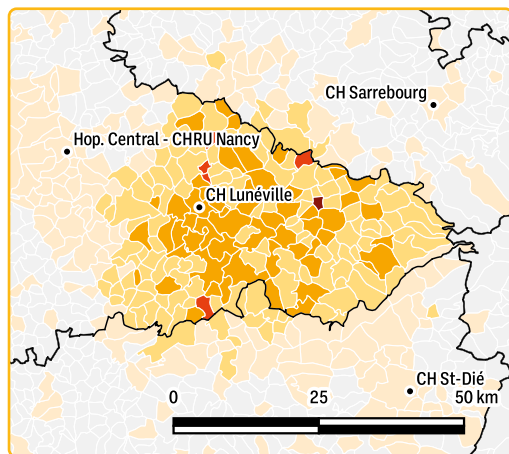 CH Sarrebourg
Hop. Central - CHRU Nancy
CH Lunéville
CH St-Dié
0 25 50 km